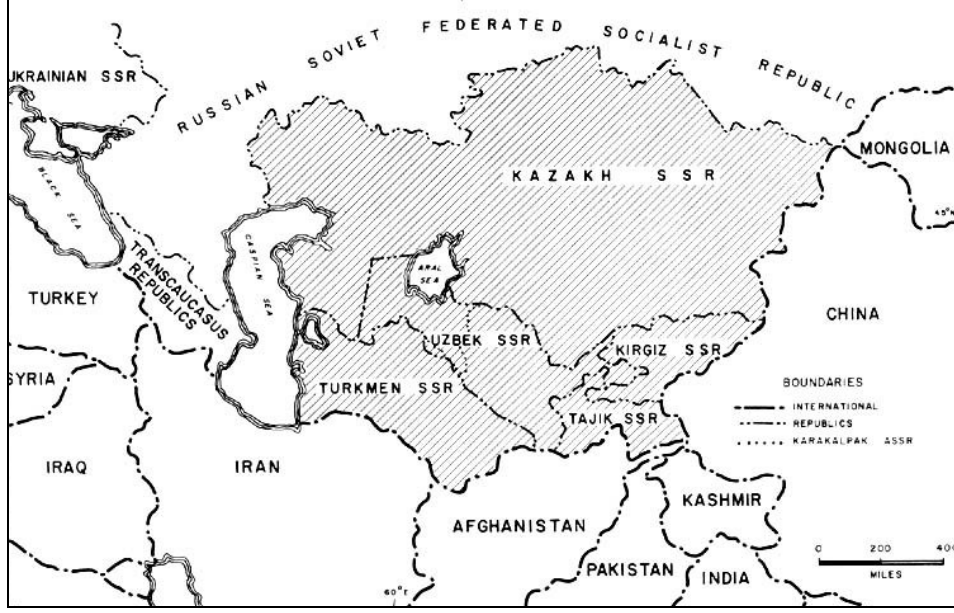 RUSSIAN SOVIET FEDERATED SOCIALIST REPUBLIC
UKRAINIAN SSR
MONGOLIA
KAZAKH SSR
BLACK SEA
45°N
CASPIAN SEA
ARAL SEA
TRANSCAUCASUS
REPUBLICS
TURKEY
CHINA
UZBEK SSR
KIRGIZ SSR
SYRIA
TURKMEN SSR
TAJIK SSR
BOUNDARIES
INTERNATIONAL
REPUBLICS
KARAKALPAK ASSR
IRAQ
IRAN
KASHMIR
AFGHANISTAN
PAKISTAN
INDIA
0 200 400
MILES
60°E